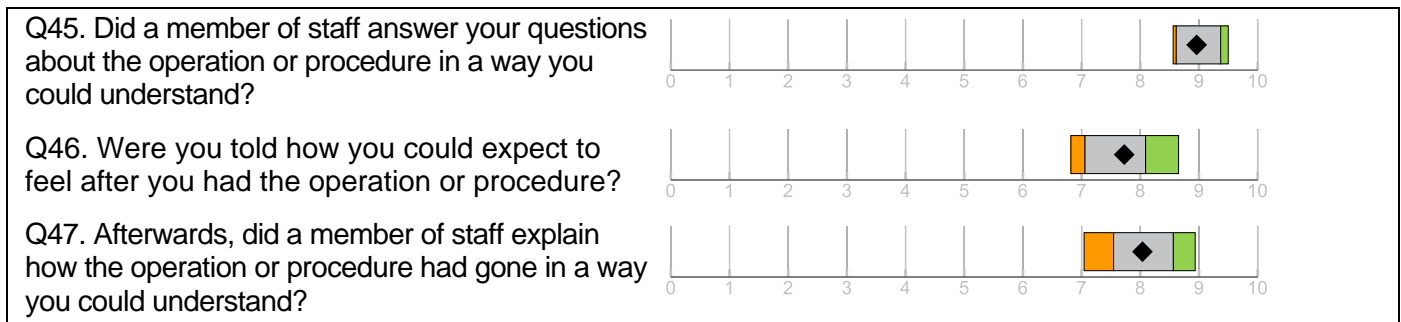 Q45. Did a member of staff answer your questions
about the operation or procedure in a way you
could understand?
0 1 2 3 4 5 6 7 8 9 10
Q46. Were you told how you could expect to
feel after you had the operation or procedure?
0 1 2 3 4 5 6 7 8 9 10
Q47. Afterwards, did a member of staff explain
how the operation or procedure had gone in a way
you could understand?
0 1 2 3 4 5 6 7 8 9 10